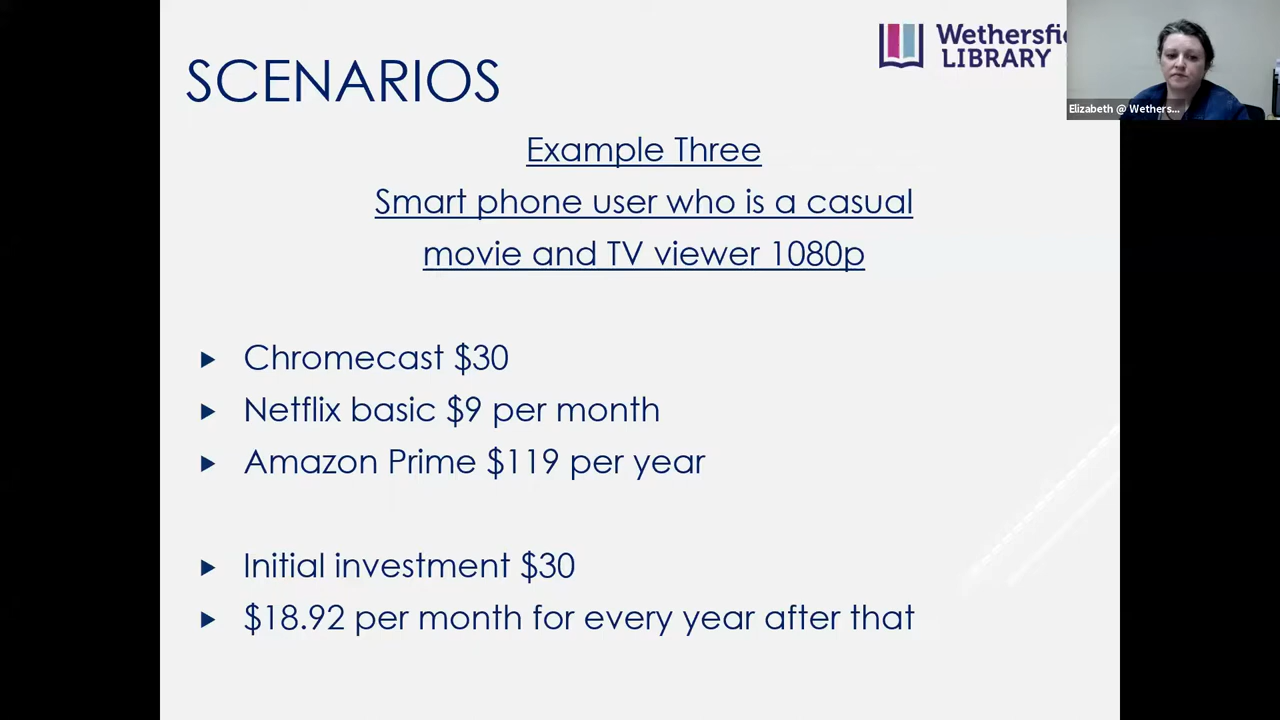 Wethersfi
LIBRARY
Elizabeth @ Wethers...
SCENARIOS
Example Three
Smart phone user who is a casual
movie and TV viewer 1080p
Chromecast $30
Netflix basic $9 per month
Amazon Prime $119 per year
Initial investment $30
$18.92 per month for every year after that